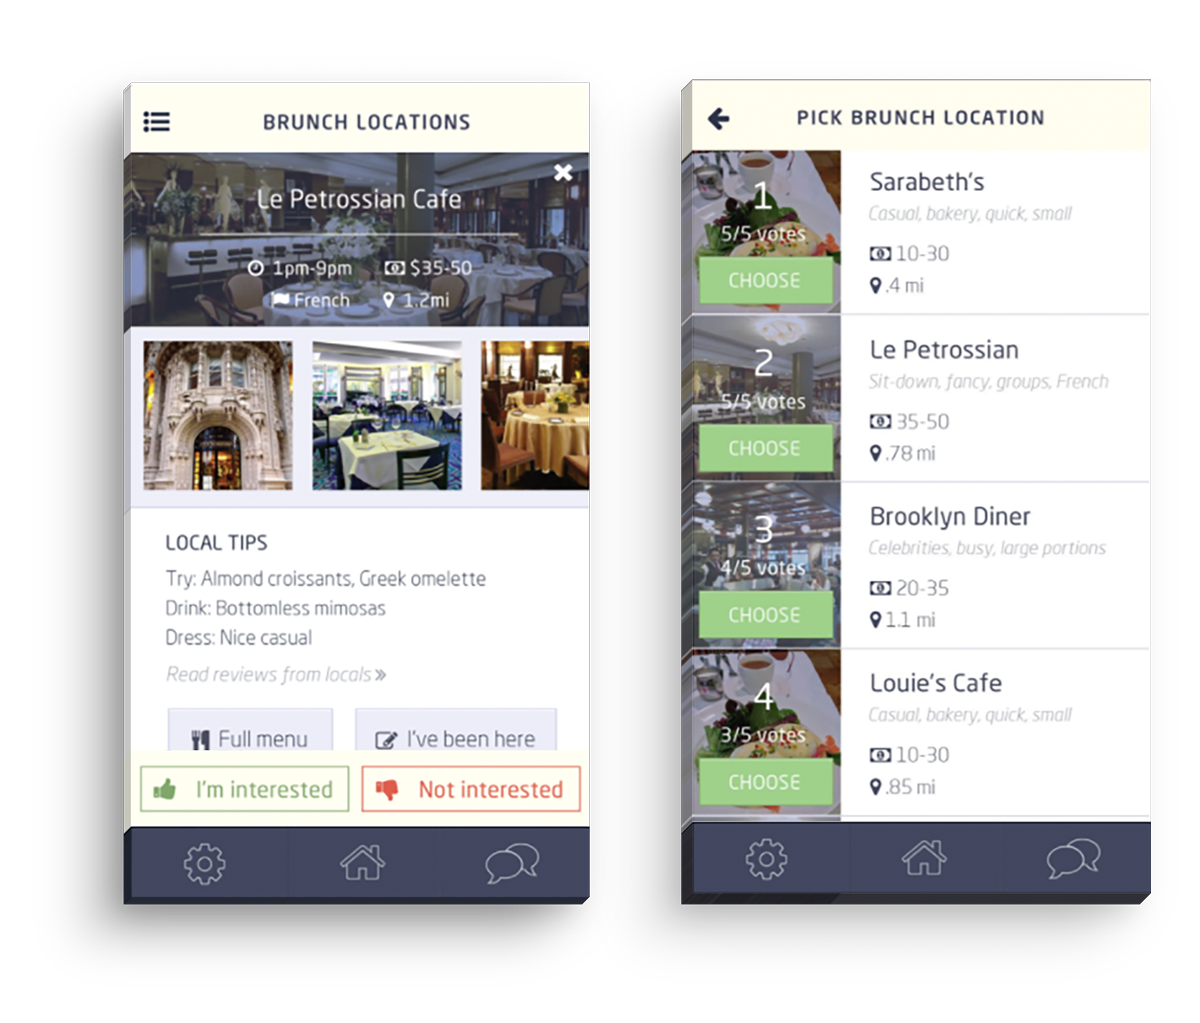 BRUNCH LOCATIONS
Le Petrossian Cafe
1pm-9pm $35-50
French 1.2mi
LOCAL TIPS
Try: Almond croissants, Greek omelette
Drink: Bottomless mimosas
Dress: Nice casual
Read reviews from locals »
Full menu I've been here
I'm interested Not interested
PICK BRUNCH LOCATION
1
5/5 votes
CHOOSE
Sarabeth's
Casual, bakery, quick, small
10-30
.4 mi
2
5/5 votes
CHOOSE
Le Petrossian
Sit-down, fancy, groups, French
35-50
.78 mi
3
4/5 votes
CHOOSE
Brooklyn Diner
Celebrities, busy, large portions
20-35
1.1 mi
4
3/5 votes
CHOOSE
Louie's Cafe
Casual, bakery, quick, small
10-30
.85 mi